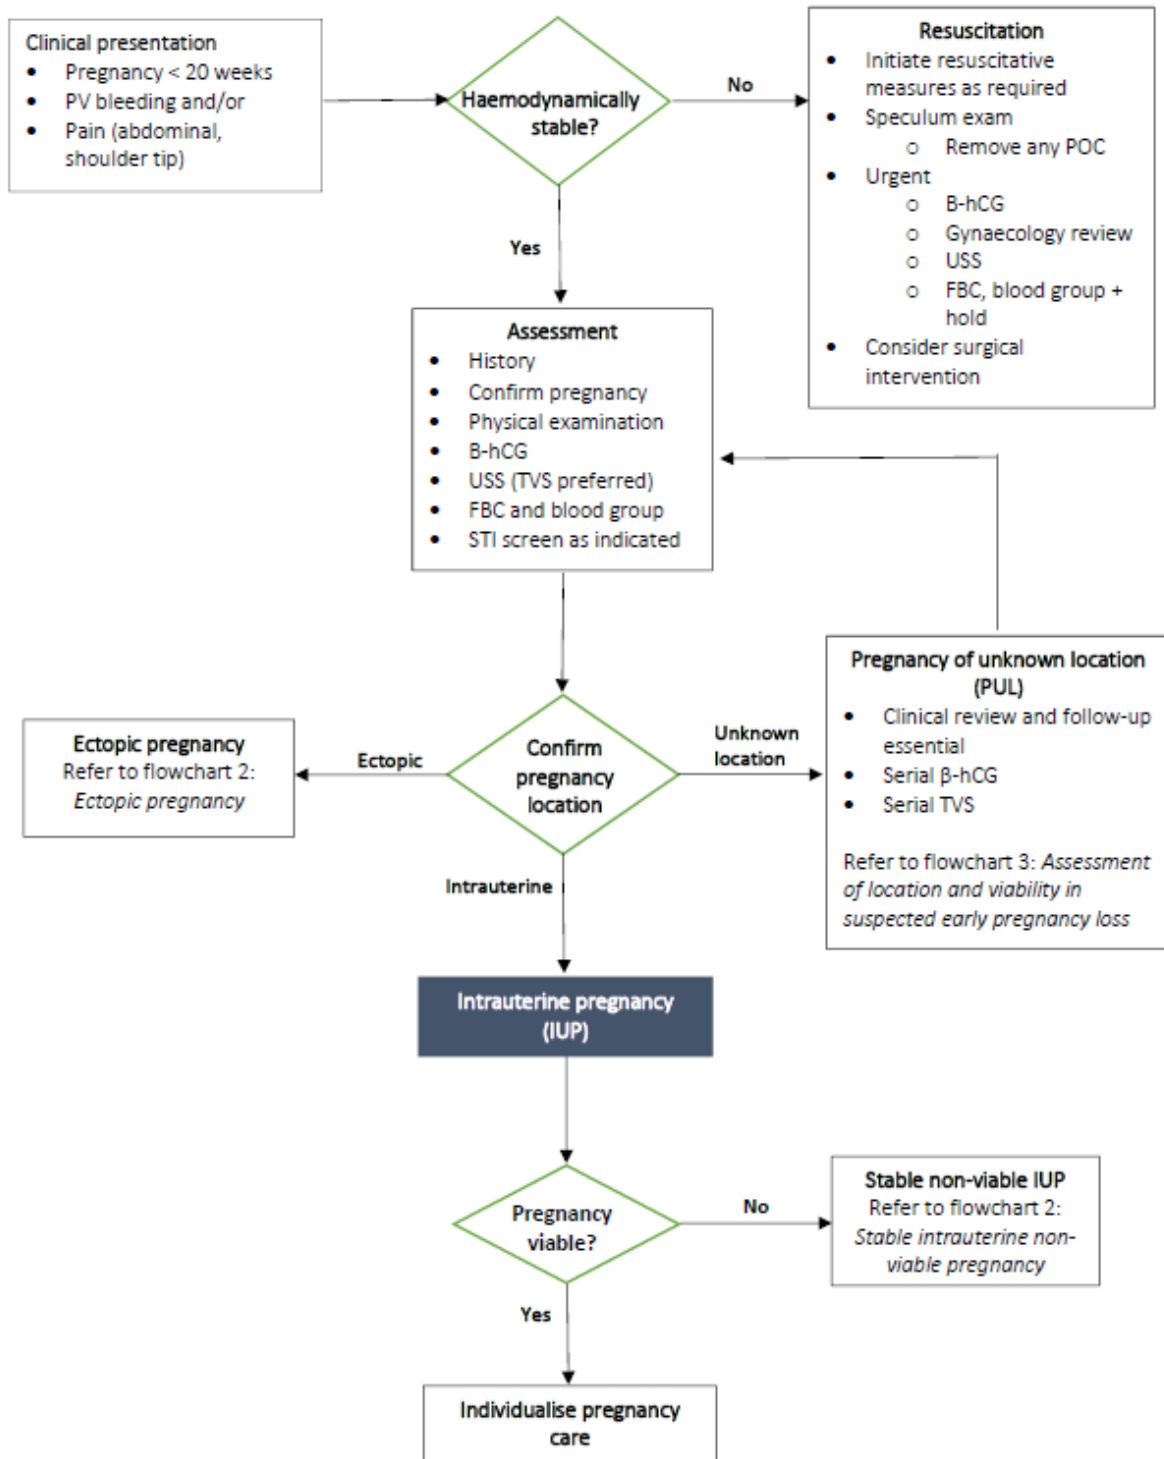 Clinical presentation
• Pregnancy < 20 weeks
• PV bleeding and/or
• Pain (abdominal,
shoulder tip)
Haemodynamically
stable?
No
Resuscitation
• Initiate resuscitative
measures as required
• Speculum exam
o Remove any POC
• Urgent
o B-hCG
o Gynaecology review
o USS
o FBC, blood group +
hold
• Consider surgical
intervention
Yes
Assessment
• History
• Confirm pregnancy
• Physical examination
• B-hCG
• USS (TVS preferred)
• FBC and blood group
• STI screen as indicated
Confirm
pregnancy
location
Ectopic
Ectopic pregnancy
Refer to flowchart 2:
Ectopic pregnancy
Unknown
location
Pregnancy of unknown location
(PUL)
• Clinical review and follow-up
essential
• Serial β-hCG
• Serial TVS
Refer to flowchart 3: Assessment
of location and viability in
suspected early pregnancy loss
Intrauterine
Intrauterine pregnancy
(IUP)
Pregnancy
viable?
No
Stable non-viable IUP
Refer to flowchart 2:
Stable intrauterine non-
viable pregnancy
Yes
Individualise pregnancy
care